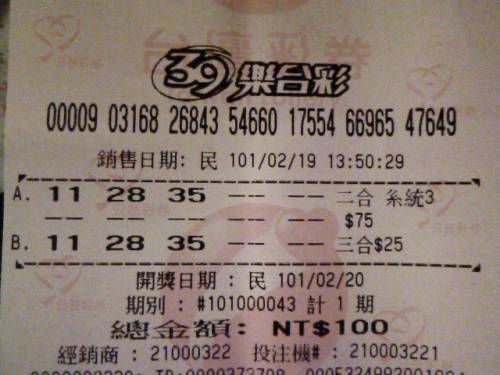 39樂合彩
00009 03168 26843 54660 17554 66965 47649
銷售日期: 民 101/02/19 13:50:29
A. 11 28 35 -- -- 二合 系統3
-- -- -- -- -- $75
B. 11 28 35 -- -- 三合$25
開獎日期 : 民 101/02/20
期別 : #101000043 計 1 期
總金額: NT$100
經銷商 : 21000322 投注機# : 210003221